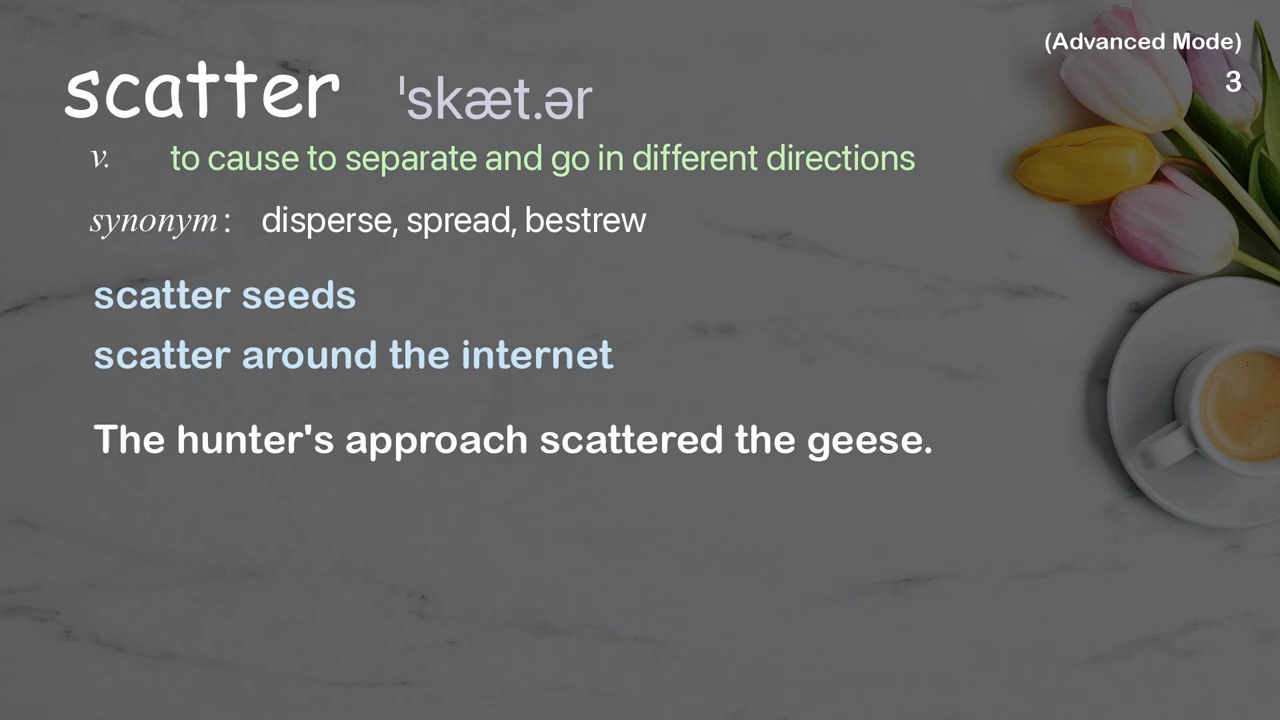 (Advanced Mode)
3
scatter ˈskæt.ər
v. to cause to separate and go in different directions
synonym: disperse, spread, bestrew
scatter seeds
scatter around the internet
The hunter's approach scattered the geese.